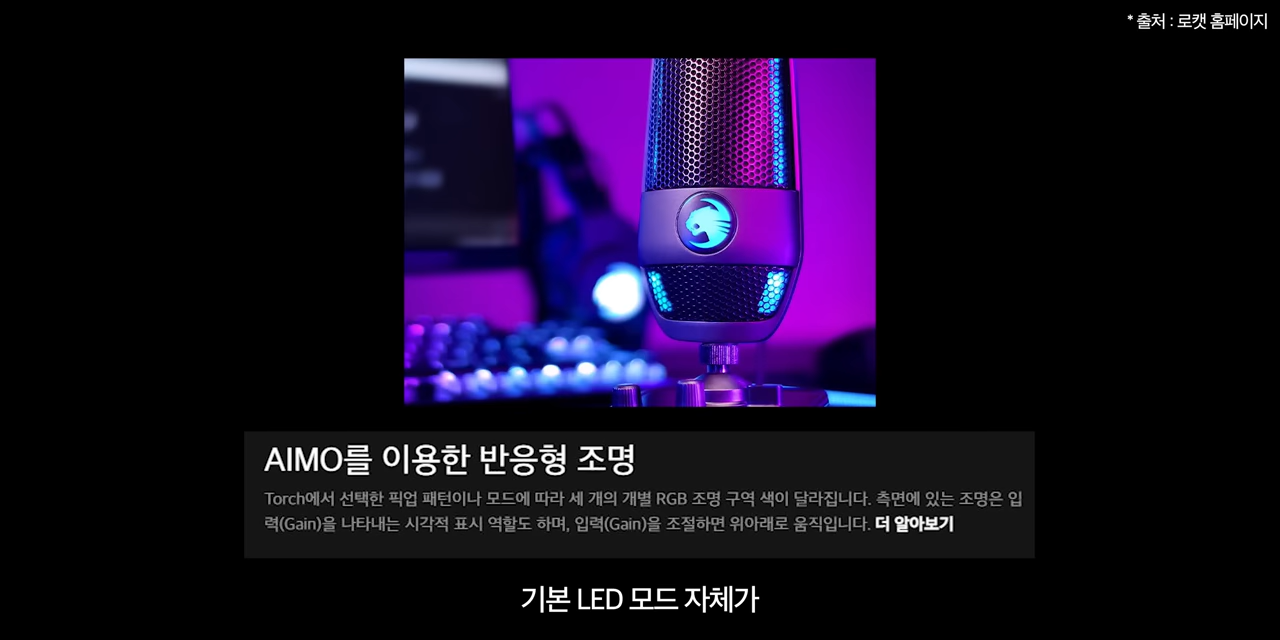 * 출처 : 로캣 홈페이지
AIMO를 이용한 반응형 조명
Torch에서 선택한 픽업 패턴이나 모드에 따라 세 개의 개별 RGB 조명 구역 색이 달라집니다. 측면에 있는 조명은 입
력(Gain)을 나타내는 시각적 표시 역할도 하며, 입력(Gain)을 조절하면 위아래로 움직입니다. 더 알아보기
기본 LED 모드 자체가